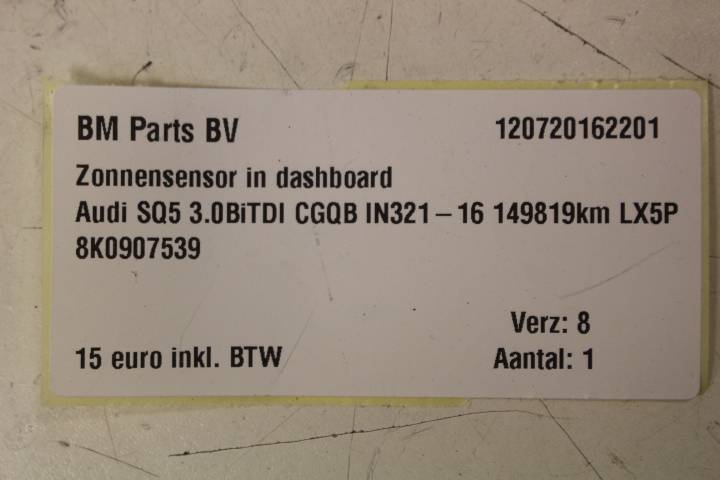 BM Parts BV 120720162201
Zonnensensor in dashboard
Audi SQ5 3.0BiTDI CGQB IN321-16 149819km LX5P
8K0907539
Verz: 8
15 euro inkl. BTW Aantal: 1